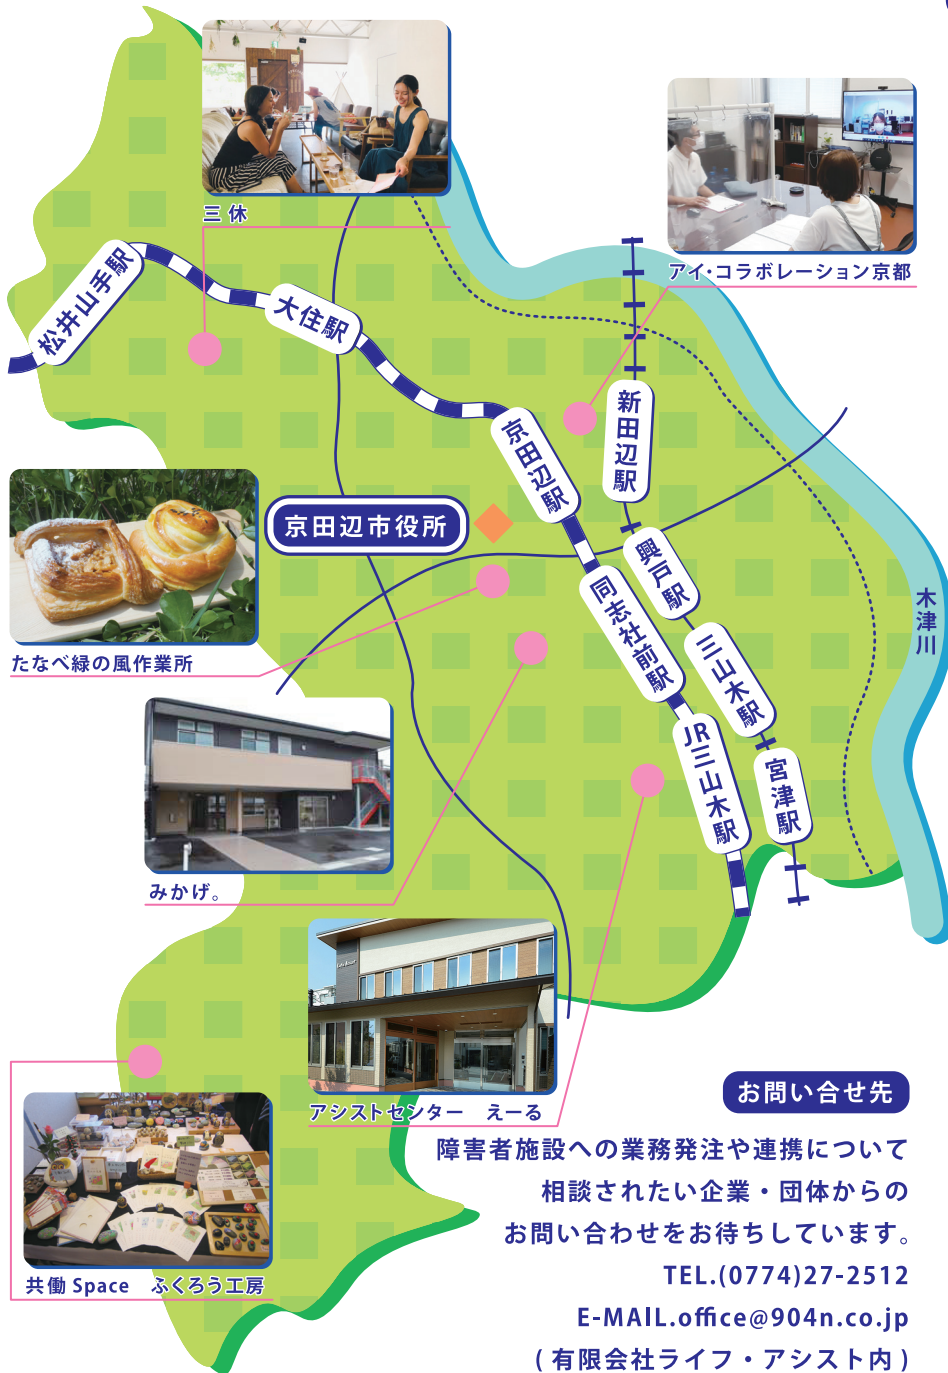 三休
アイ・コラボレーション京都
松井山手駅
大住駅
京田辺駅
新田辺駅
京田辺市役所
興戸駅
同志社前駅
三山木駅
木津川
JR三山木駅
宮津駅
たなべ緑の風作業所
みかげ。
アシストセンター　えーる
共働 Space　ふくろう工房
お問い合せ先
障害者施設への業務発注や連携について
相談されたい企業・団体からの
お問い合わせをお待ちしています。
TEL.(0774)27-2512
E-MAIL.office@904n.co.jp
(有限会社ライフ・アシスト内)